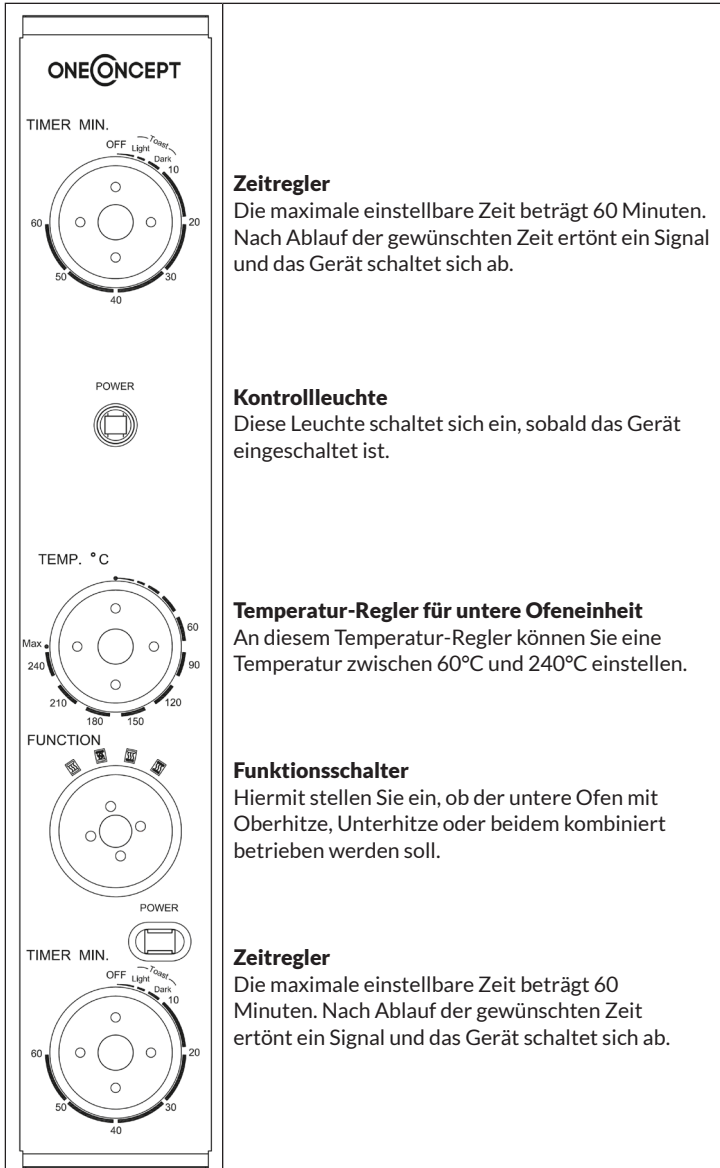 ONECONCEPT
TIMER MIN.
OFF
Light
Toast
Dark
10
20
30
40
50
60
Zeitregler
Die maximale einstellbare Zeit beträgt 60 Minuten.
Nach Ablauf der gewünschten Zeit ertönt ein Signal
und das Gerät schaltet sich ab.
POWER
Kontrollleuchte
Diese Leuchte schaltet sich ein, sobald das Gerät
eingeschaltet ist.
TEMP. °C
60
90
120
150
180
210
240
Max
Temperatur-Regler für untere Ofeneinheit
An diesem Temperatur-Regler können Sie eine
Temperatur zwischen 60°C und 240°C einstellen.
FUNCTION
Funktionsschalter
Hiermit stellen Sie ein, ob der untere Ofen mit
Oberhitze, Unterhitze oder beidem kombiniert
betrieben werden soll.
POWER
TIMER MIN.
OFF
Light
Toast
Dark
10
20
30
40
50
60
Zeitregler
Die maximale einstellbare Zeit beträgt 60
Minuten. Nach Ablauf der gewünschten Zeit
ertönt ein Signal und das Gerät schaltet sich ab.